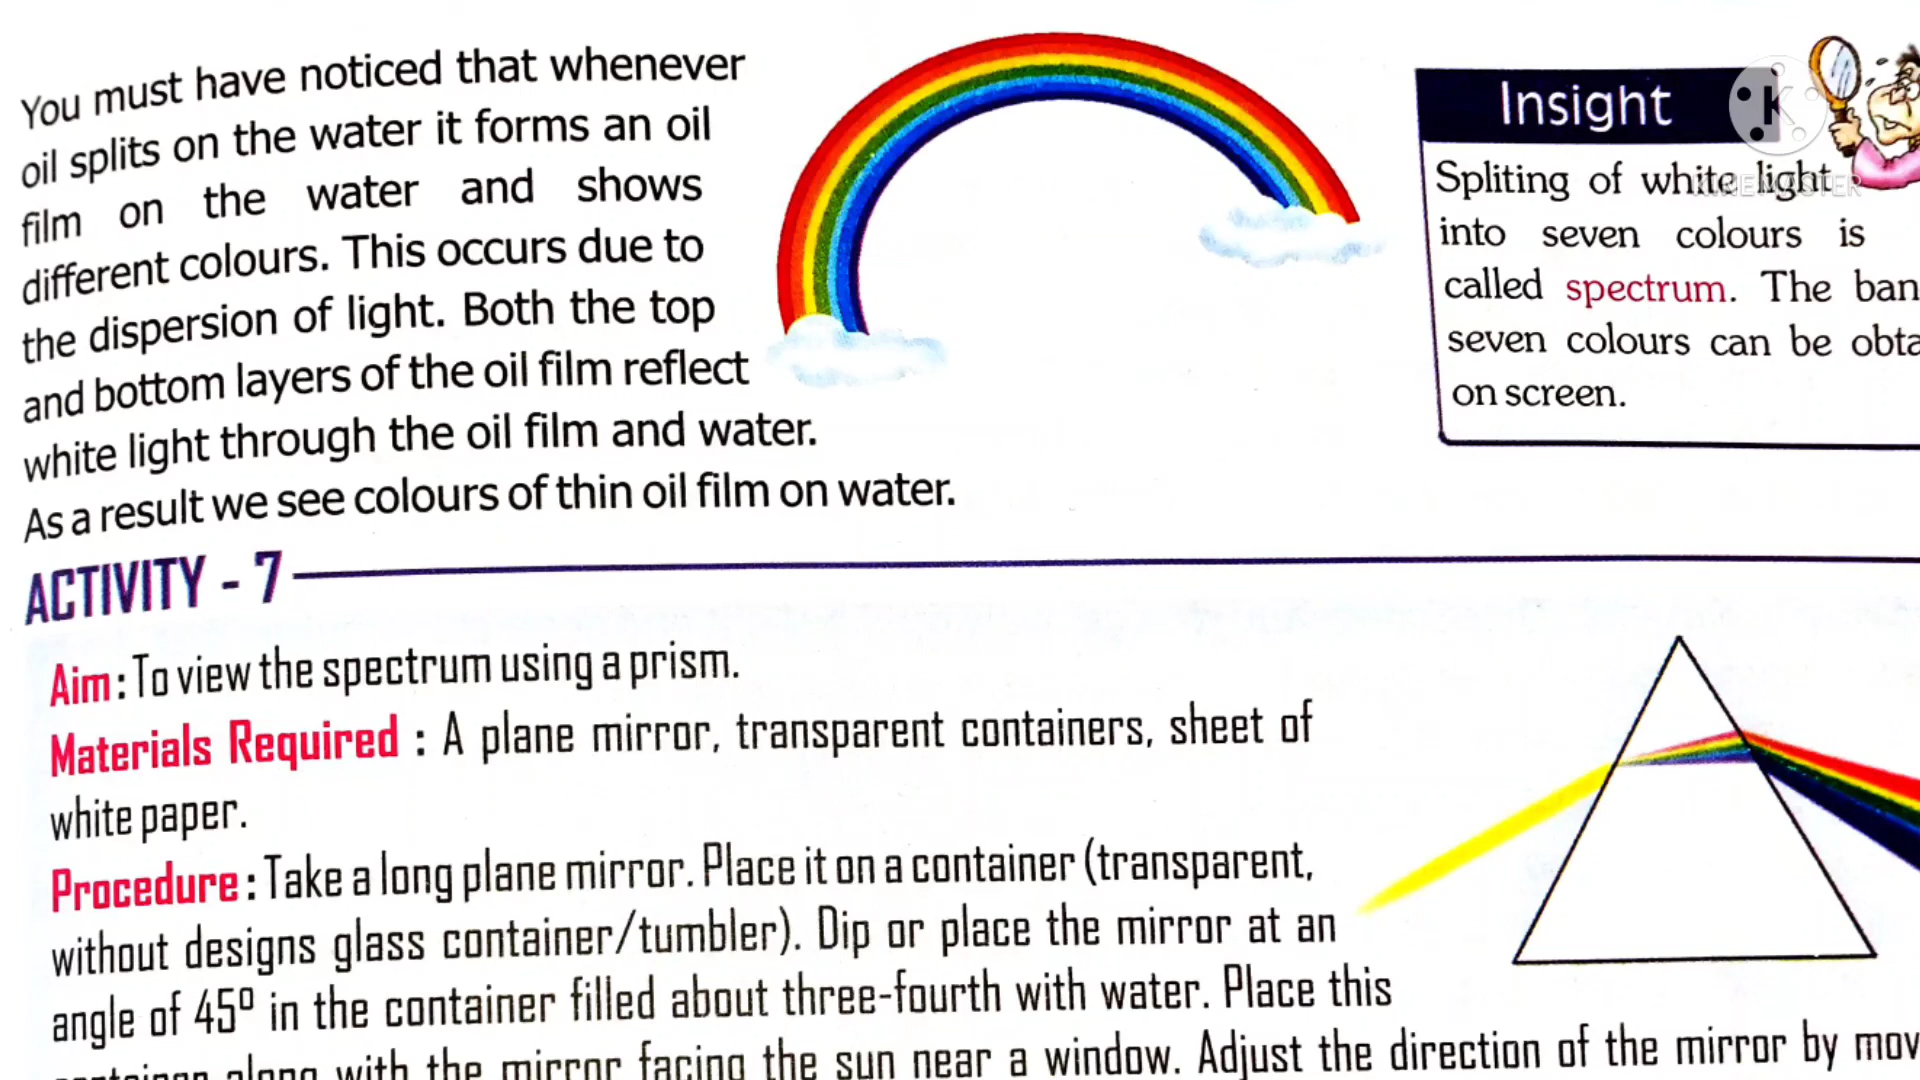 You must have noticed that whenever
oil splits on the water it forms an oil
film on the water and shows
different colours. This occurs due to
the dispersion of light. Both the top
and bottom layers of the oil film reflect
white light through the oil film and water.
As a result we see colours of thin oil film on water.
Insight
K
KINEMASTER
Spliting of white light
into seven colours is
called spectrum. The ban
seven colours can be obta
on screen.
ACTIVITY - 7
Aim : To view the spectrum using a prism.
Materials Required : A plane mirror, transparent containers, sheet of
white paper.
Procedure : Take a long plane mirror. Place it on a container (transparent,
without designs glass container/tumbler). Dip or place the mirror at an
angle of 45⁰ in the container filled about three-fourth with water. Place this
container along with the mirror facing the sun near a window. Adjust the direction of the mirror by mov